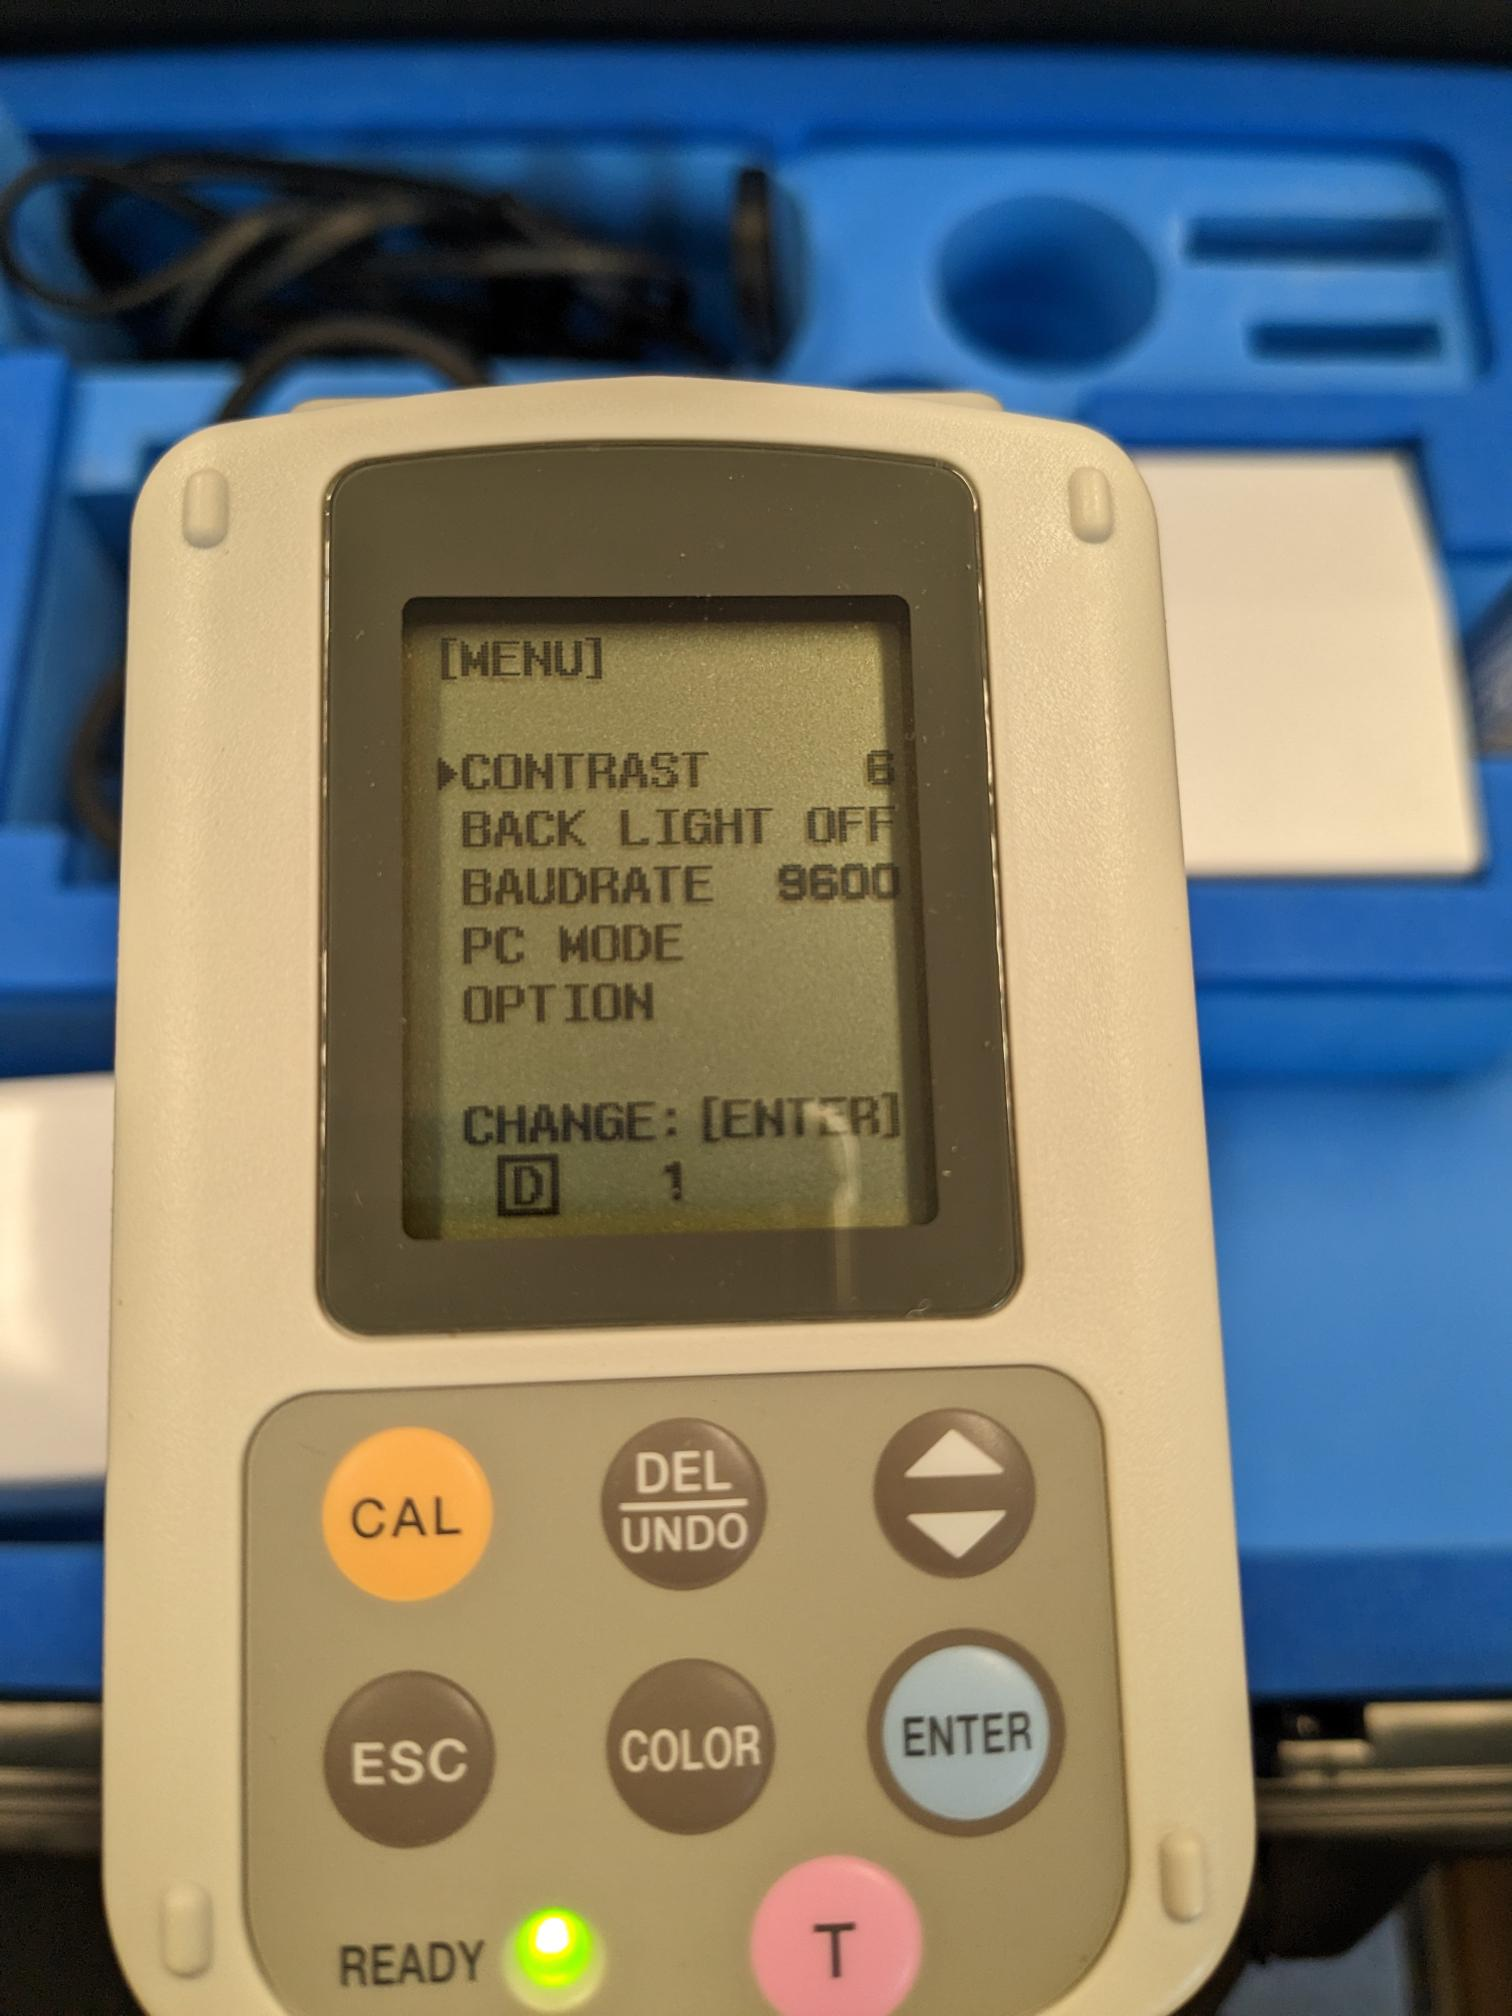 [MENU]
▶CONTRAST 6
BACK LIGHT OFF
BAUDRATE 9600
PC MODE
OPTION
CHANGE: [ENTER]
D 1
CAL
DEL
UNDO
ESC
COLOR
ENTER
READY
T